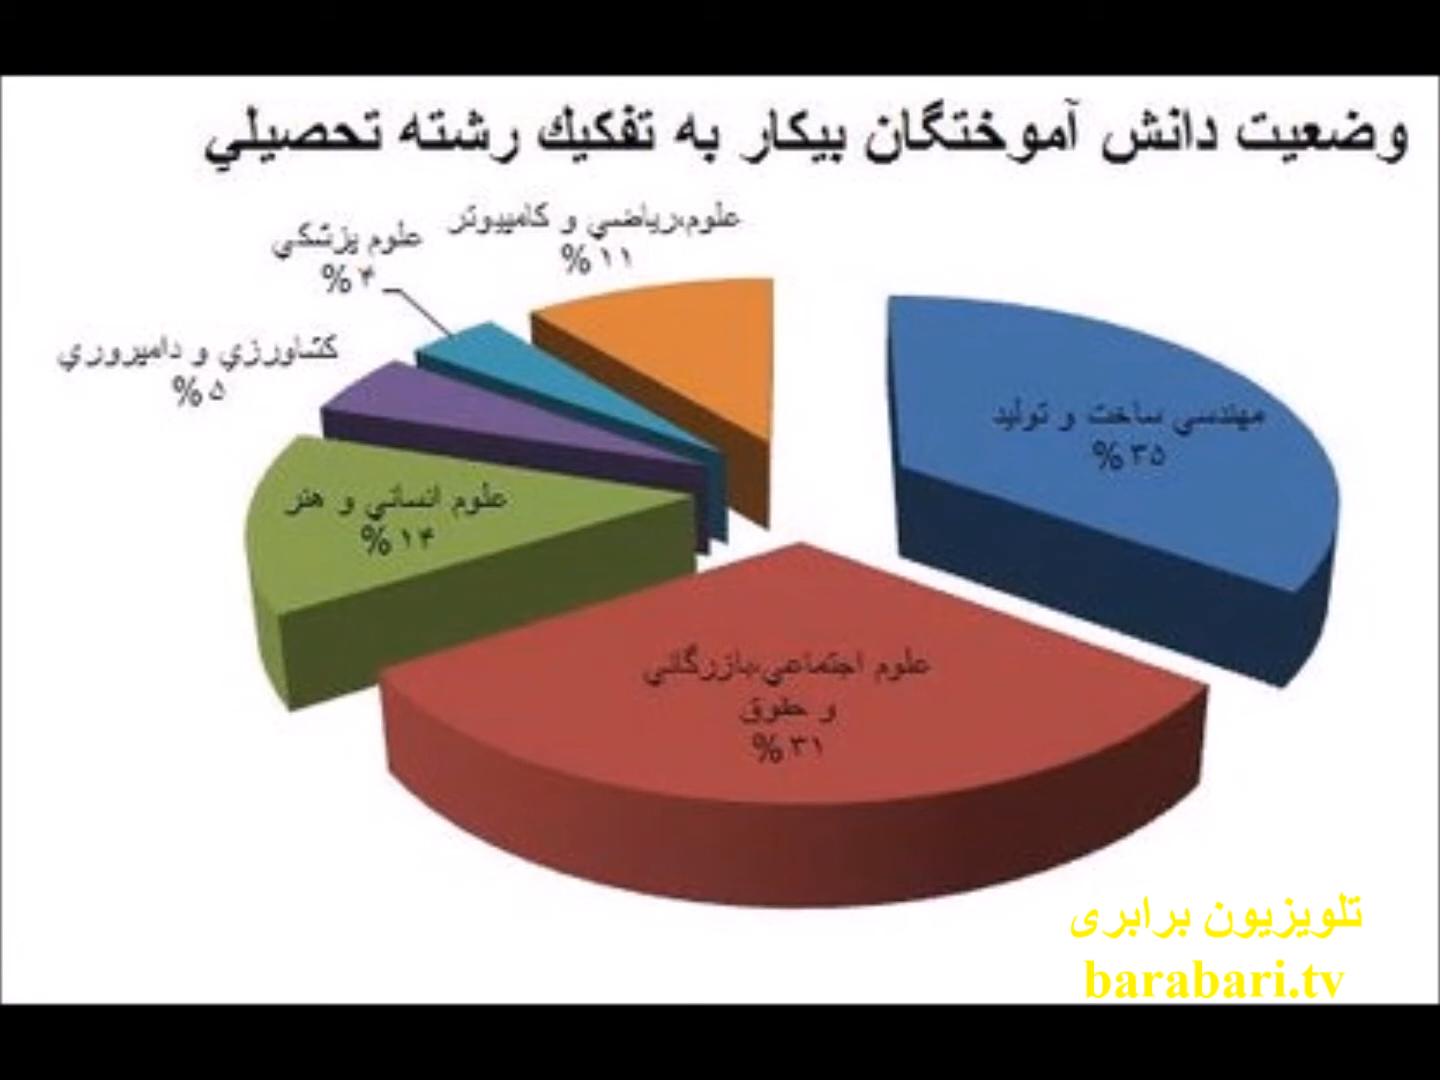 وضعيت دانش آموختگان بيكار به تفكيك رشته تحصيلي
علوم،رياضي و كامپيوتر
% ۱۱
علوم پزشكي
% ۴
كشاورزي و دامپروري
% ۵
مهندسي ساخت و توليد
% ۳۵
علوم انساني و هنر
% ۱۴
علوم اجتماعي،بازرگاني
و حقوق
% ۳۱
تلویزیون برابری
barabari.tv